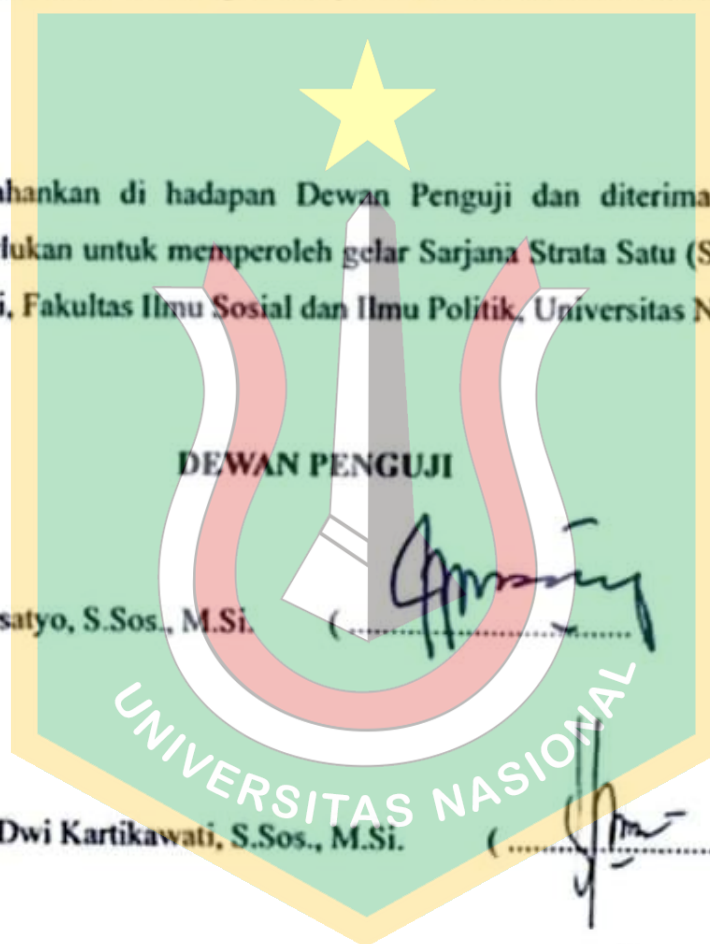 ahankan di hadapan Dewan Penguji dan diterima
lukan untuk memperoleh gelar Sarjana Strata Satu (S
i, Fakultas Ilmu Sosial dan Ilmu Politik, Universitas N
DEWAN PENGUJI
satyo, S.Sos., M.Si. (..............................
Dwi Kartikawati, S.Sos., M.Si. (..............................
UNIVERSITAS NASIONAL